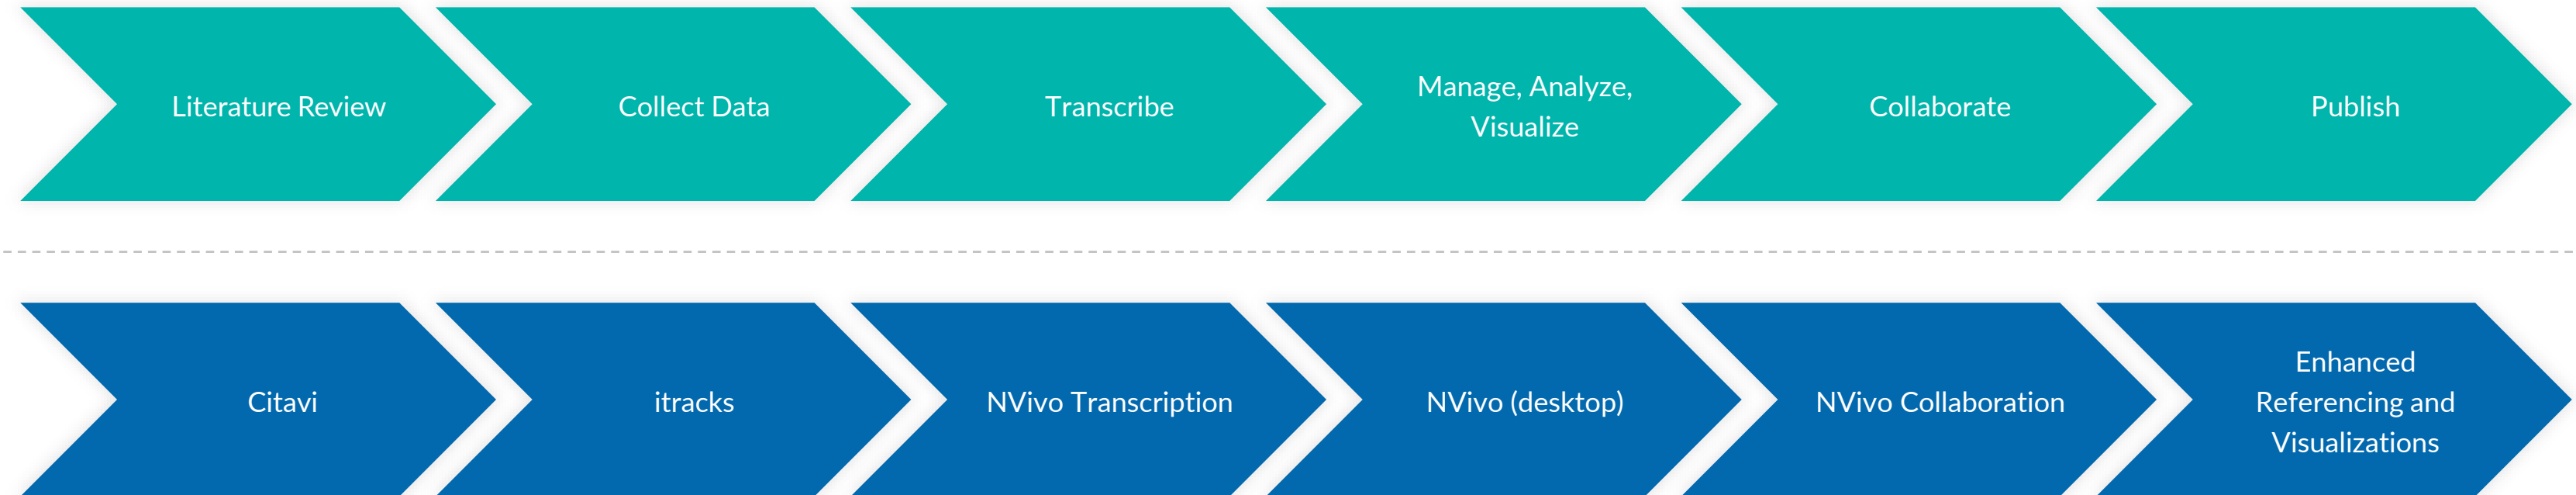 Literature Review
Collect Data
Transcribe
Manage, Analyze,
Visualize
Collaborate
Publish
Citavi
itracks
NVivo Transcription
NVivo (desktop)
NVivo Collaboration
Enhanced
Referencing and
Visualizations